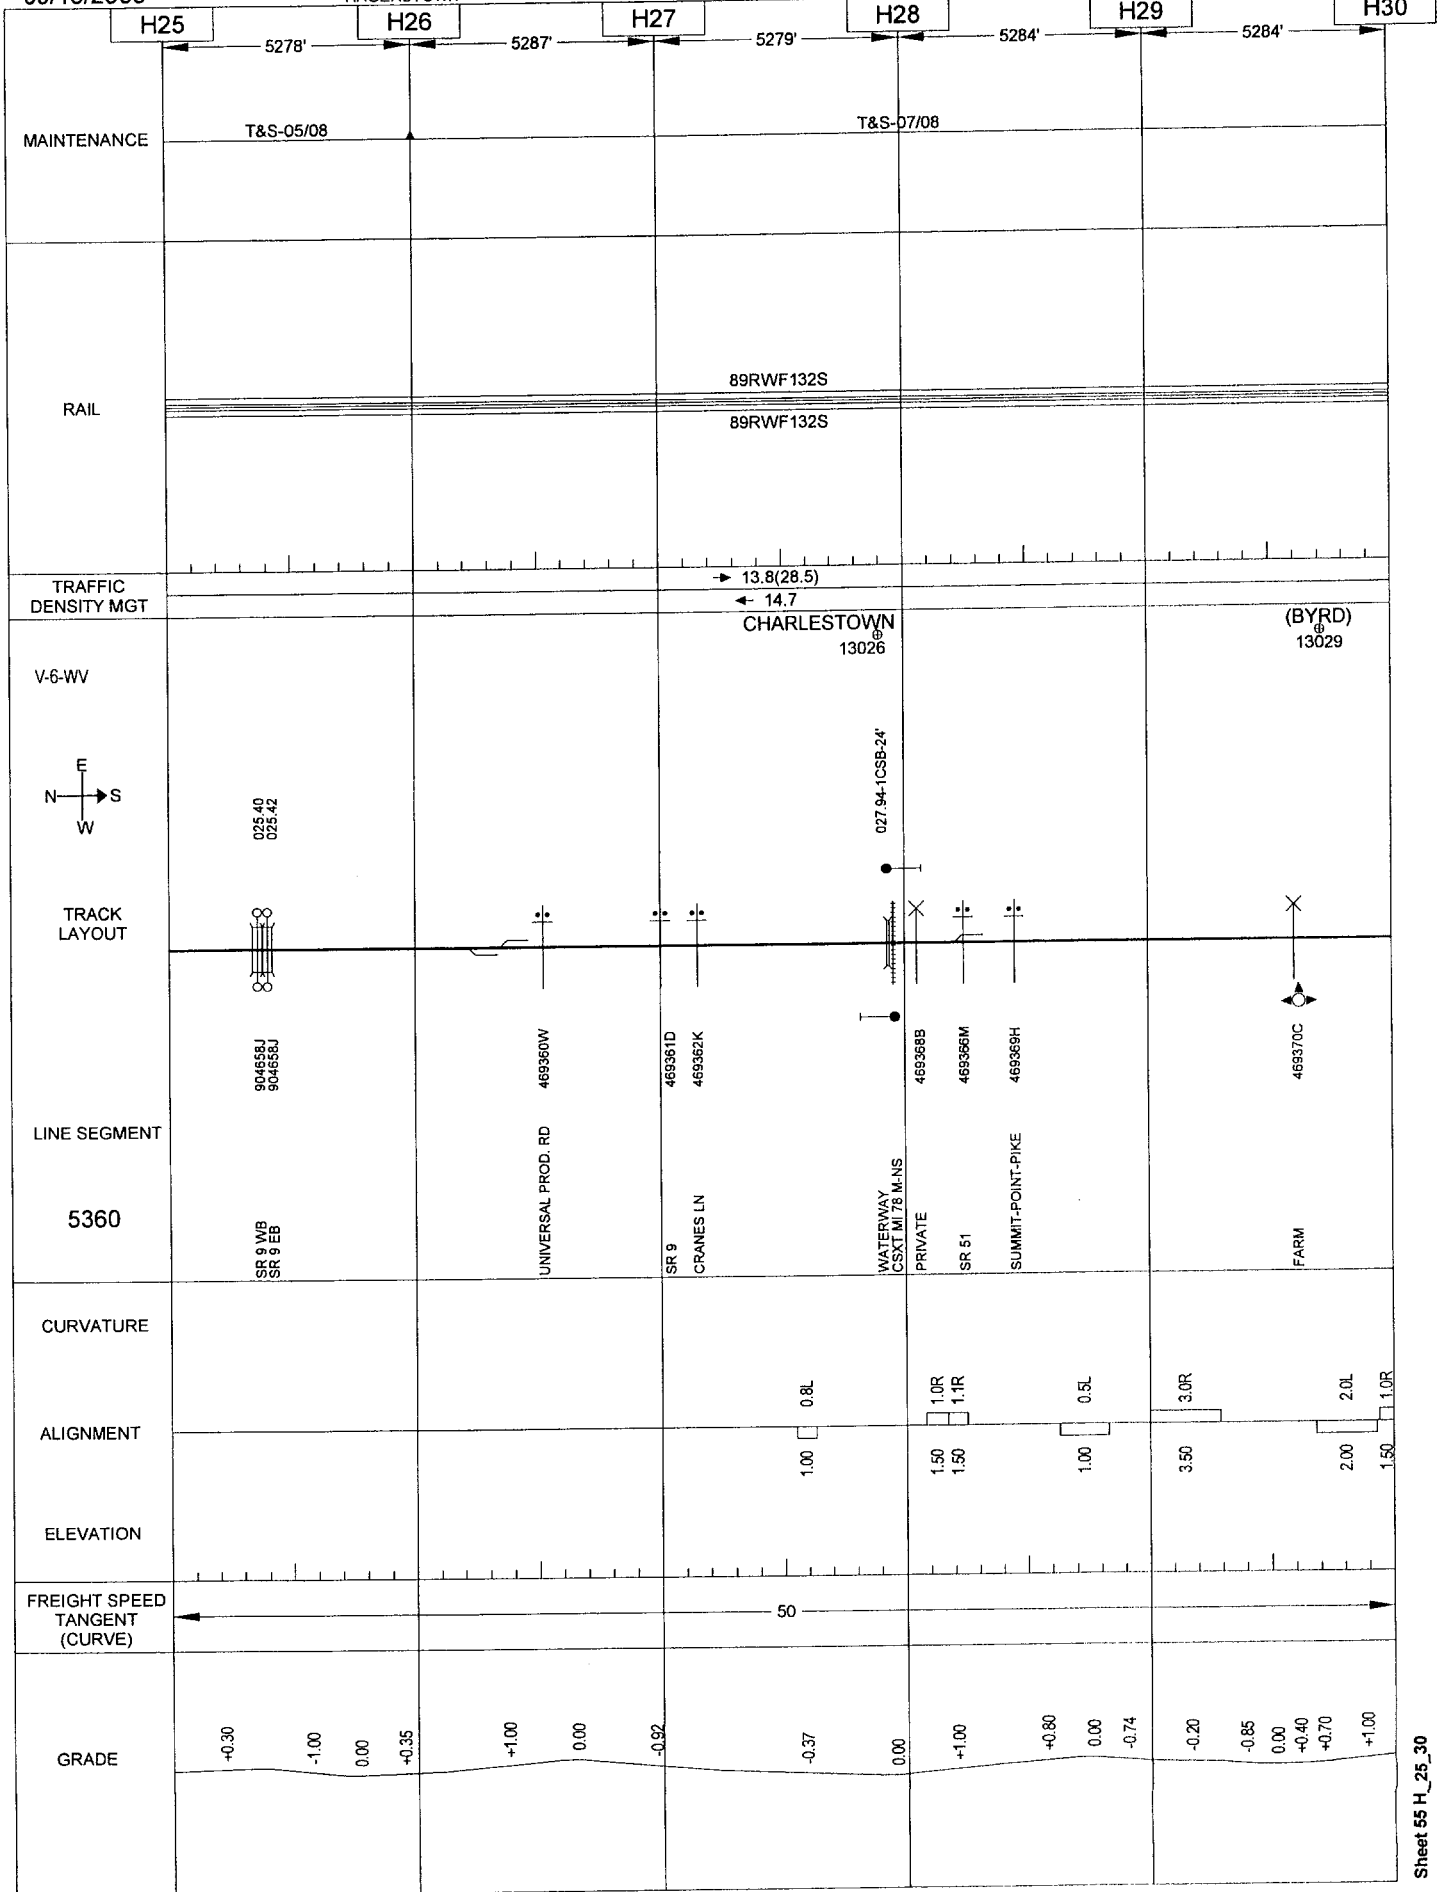 H25 H26 H27 H28 H29 H30
5278' 5287' 5279' 5284' 5284'
MAINTENANCE T&S-05/08 T&S-07/08
89RWF132S
RAIL
89RWF132S
TRAFFIC
DENSITY MGT
13.8(28.5)
14.7
CHARLESTOWN
13026
(BYRD)
13029
V-6-WV
E
N S
W
025.40
025.42
027.94-1CSB-24'
TRACK
LAYOUT
904658J
904658J
469360W
469361D
469362K
469368B
469366M
469369H
469370C
LINE SEGMENT
5360
SR 9 WB
SR 9 EB
UNIVERSAL PROD. RD
SR 9
CRANES LN
WATERWAY
CSXT MI 78 M-NS
PRIVATE
SR 51
SUMMIT-POINT-PIKE
FARM
CURVATURE
0.8L 1.0R 1.1R 0.5L 3.0R 2.0L 1.0R
ALIGNMENT
1.00 1.50 1.50 1.00 3.50 2.00 1.50
ELEVATION
FREIGHT SPEED
TANGENT
(CURVE)
50
GRADE
+0.30 -1.00 0.00 +0.35 +1.00 0.00 -0.92 -0.37 0.00 +1.00 +0.80 0.00 -0.74 -0.20 -0.85 0.00 +0.40 +0.70 +1.00
Sheet 55 H_25_30